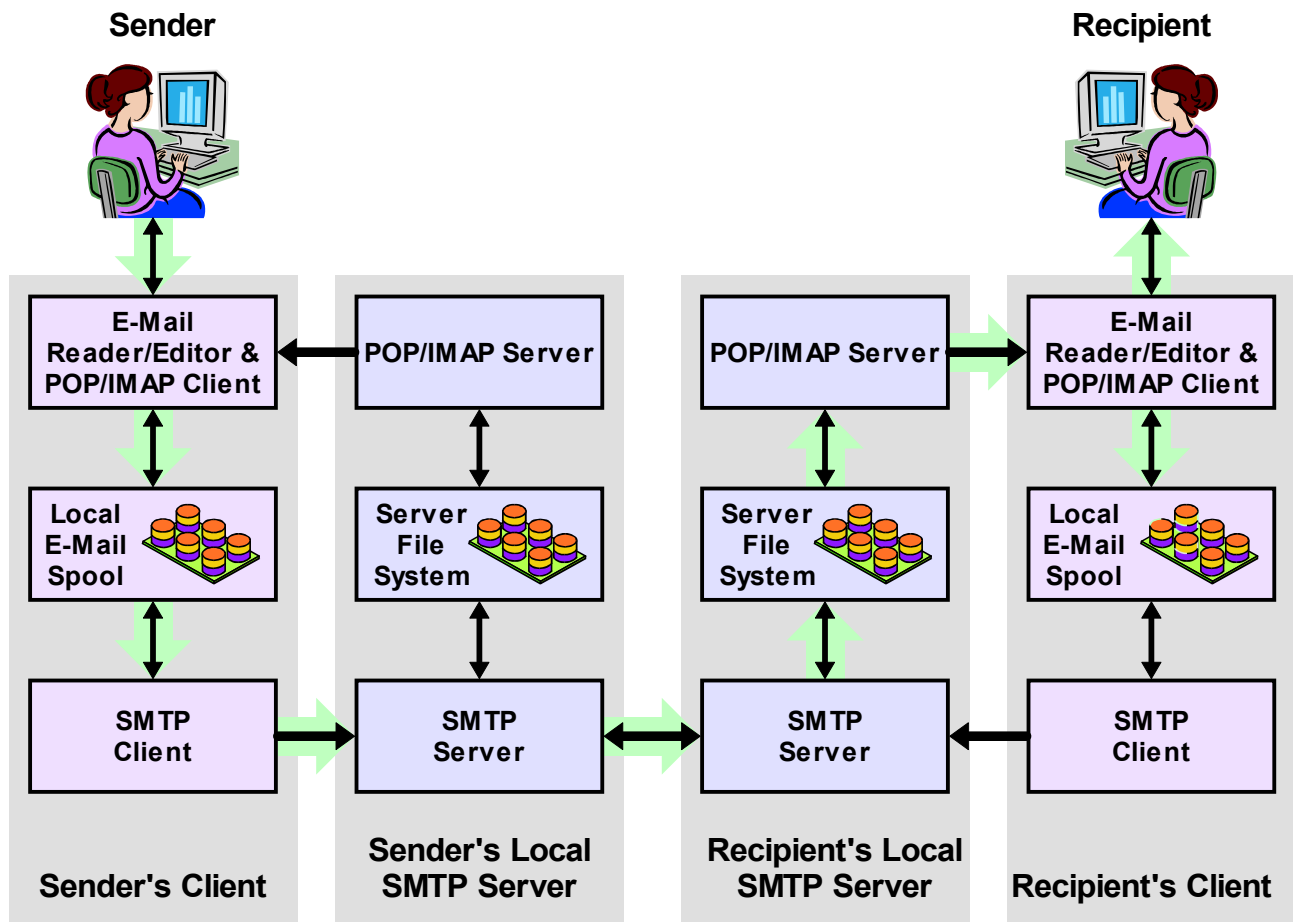 Sender
Recipient
E-Mail
Reader/Editor &
POP/IMAP Client
POP/IMAP Server
POP/IMAP Server
E-Mail
Reader/Editor &
POP/IMAP Client
Local
E-Mail
Spool
Server
File
System
Server
File
System
Local
E-Mail
Spool
SMTP
Client
SMTP
Server
SMTP
Server
SMTP
Client
Sender's Client
Sender's Local
SMTP Server
Recipient's Local
SMTP Server
Recipient's Client